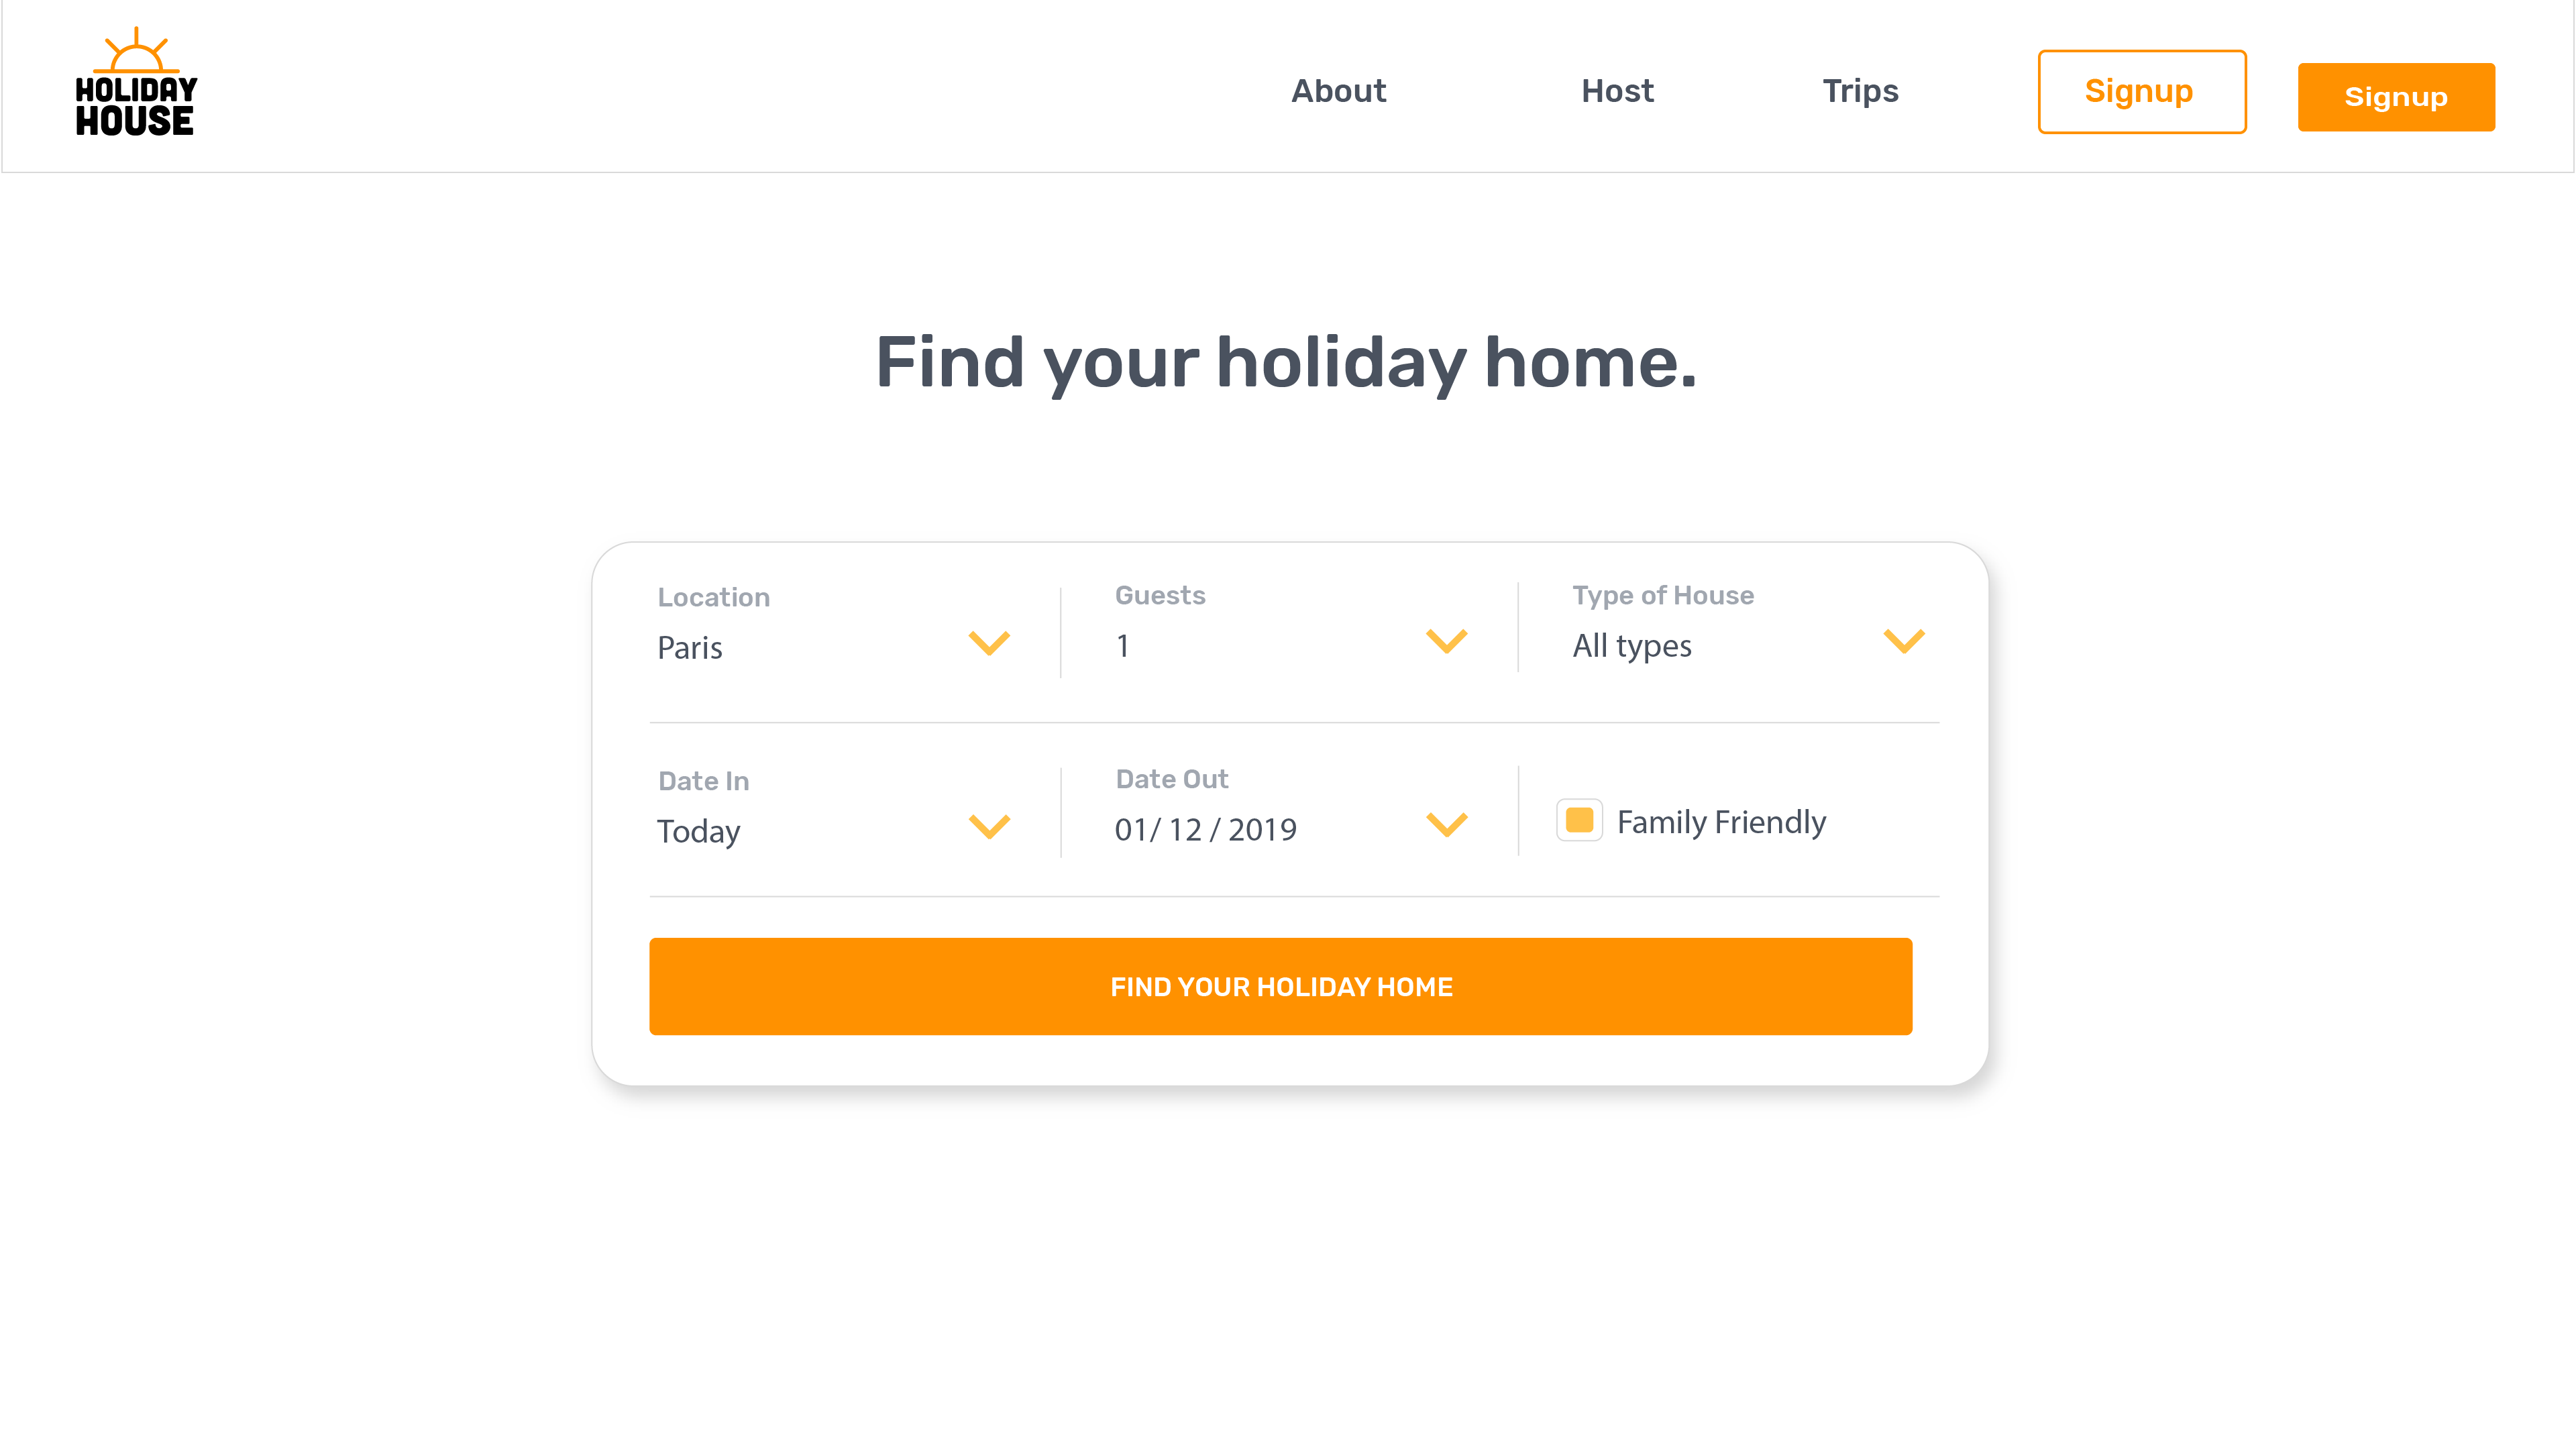 HOLIDAY
HOUSE
About Host Trips Signup Signup
Find your holiday home.
Location Guests Type of House
Paris 1 All types
Date In Date Out
Today 01/ 12 / 2019 Family Friendly
FIND YOUR HOLIDAY HOME